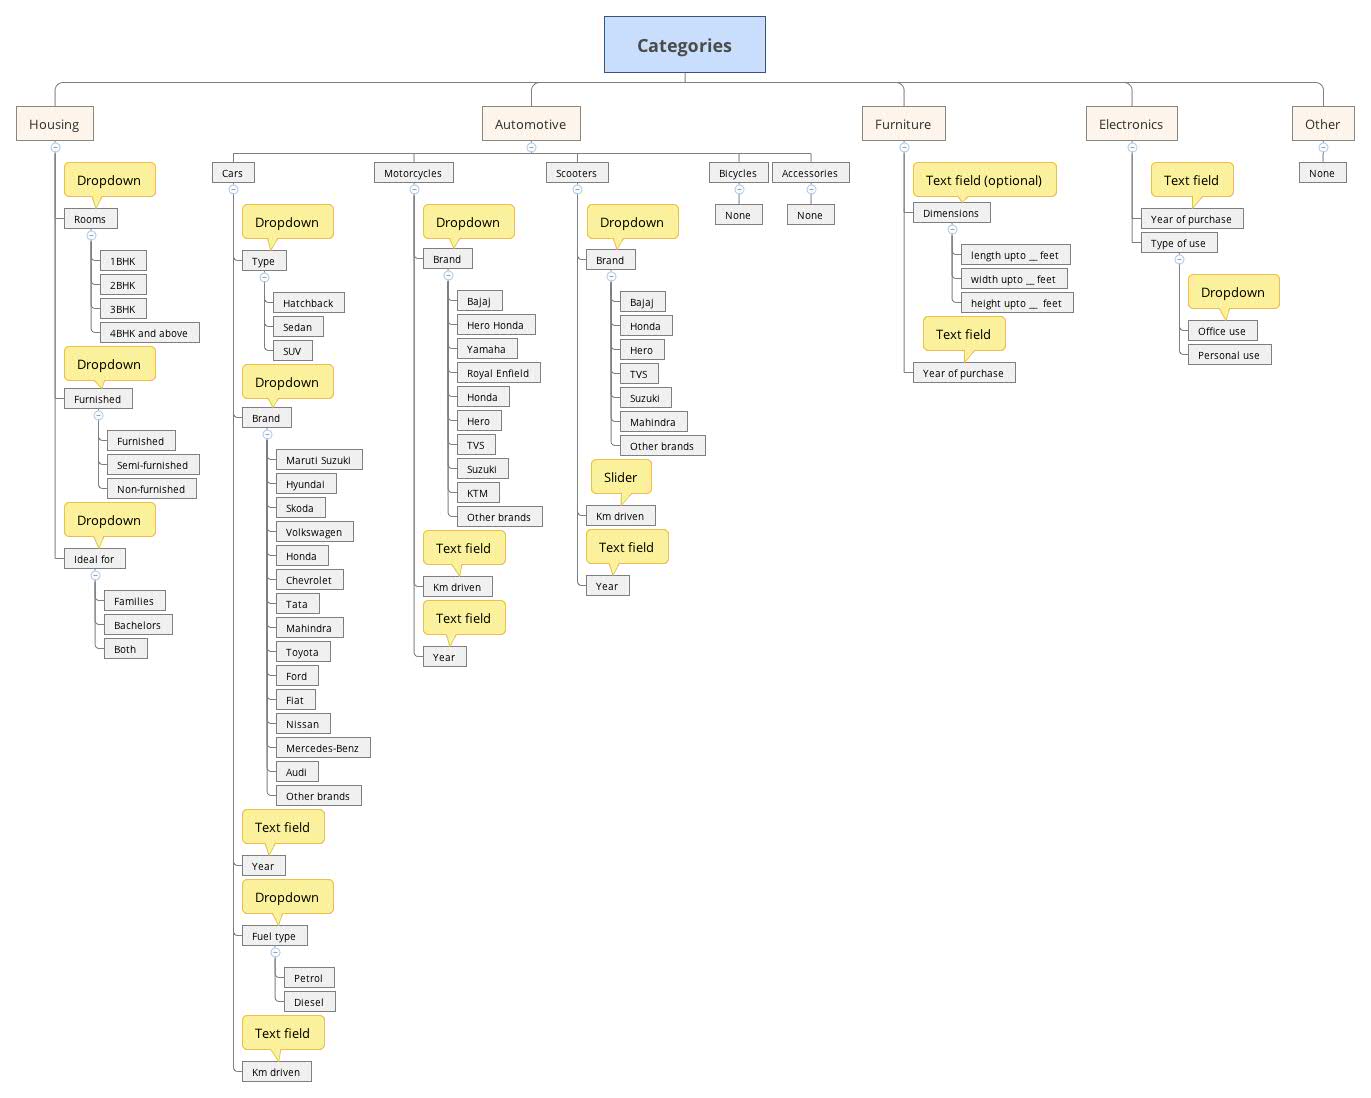 Categories
Housing
Dropdown
Rooms
1BHK
2BHK
3BHK
4BHK and above
Dropdown
Furnished
Furnished
Semi-furnished
Non-furnished
Dropdown
Ideal for
Families
Bachelors
Both
Automotive
Cars
Dropdown
Type
Hatchback
Sedan
SUV
Dropdown
Brand
Maruti Suzuki
Hyundai
Skoda
Volkswagen
Honda
Chevrolet
Tata
Mahindra
Toyota
Ford
Fiat
Nissan
Mercedes-Benz
Audi
Other brands
Text field
Year
Dropdown
Fuel type
Petrol
Diesel
Text field
Km driven
Motorcycles
Dropdown
Brand
Bajaj
Hero Honda
Yamaha
Royal Enfield
Honda
Hero
TVS
Suzuki
KTM
Other brands
Text field
Km driven
Text field
Year
Scooters
Dropdown
Brand
Bajaj
Honda
Hero
TVS
Suzuki
Mahindra
Other brands
Slider
Km driven
Text field
Year
Bicycles
None
Accessories
None
Furniture
Text field (optional)
Dimensions
length upto __ feet
width upto __ feet
height upto __ feet
Text field
Year of purchase
Electronics
Text field
Year of purchase
Type of use
Dropdown
Office use
Personal use
Other
None